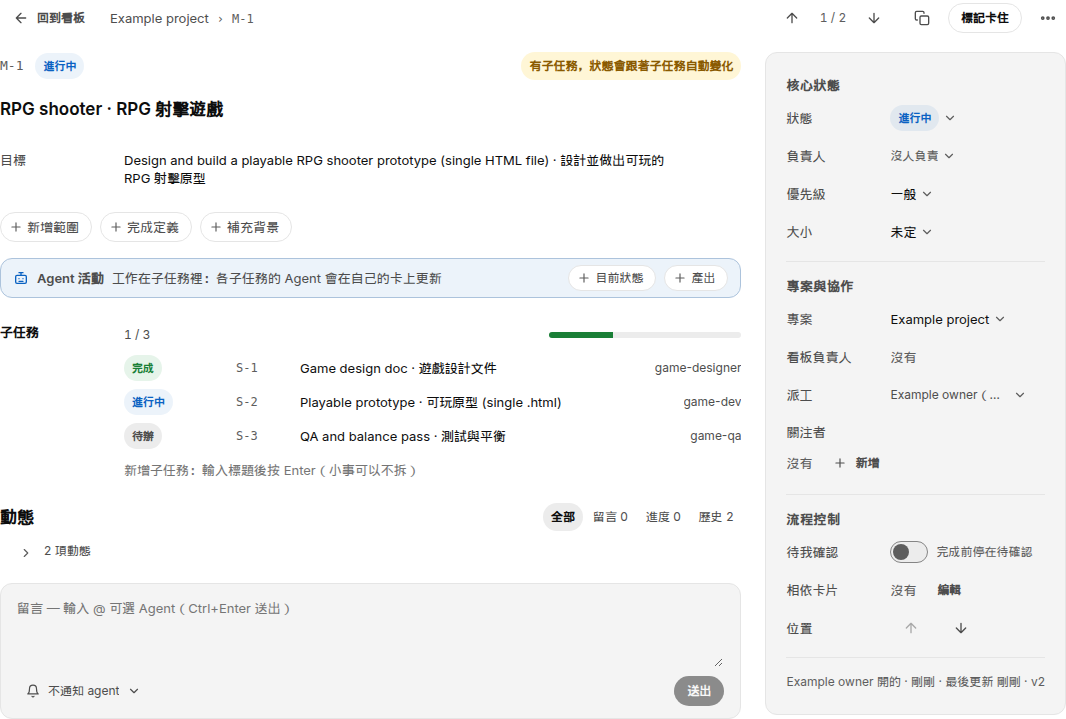 回到看板
Example project › M-1
1 / 2
標記卡住
M-1 進行中
有子任務，狀態會跟著子任務自動變化
RPG shooter · RPG 射擊遊戲
目標
Design and build a playable RPG shooter prototype (single HTML file) · 設計並做出可玩的
RPG 射擊原型
新增範圍
完成定義
補充背景
Agent 活動 工作在子任務裡：各子任務的 Agent 會在自己的卡上更新
目前狀態
產出
子任務
1 / 3
完成 S-1 Game design doc · 遊戲設計文件 game-designer
進行中 S-2 Playable prototype · 可玩原型 (single .html) game-dev
待辦 S-3 QA and balance pass · 測試與平衡 game-qa
新增子任務：輸入標題後按 Enter（小事可以不拆）
動態
全部 留言 0 進度 0 歷史 2
2 項動態
留言 — 輸入 @ 可選 Agent（Ctrl+Enter 送出）
不通知 agent
送出
核心狀態
狀態 進行中
負責人 沒人負責
優先級 一般
大小 未定
專案與協作
專案 Example project
看板負責人 沒有
派工 Example owner (...
關注者
沒有 新增
流程控制
待我確認 完成前停在待確認
相依卡片 沒有 編輯
位置
Example owner 開的 · 剛剛 · 最後更新 剛剛 · v2